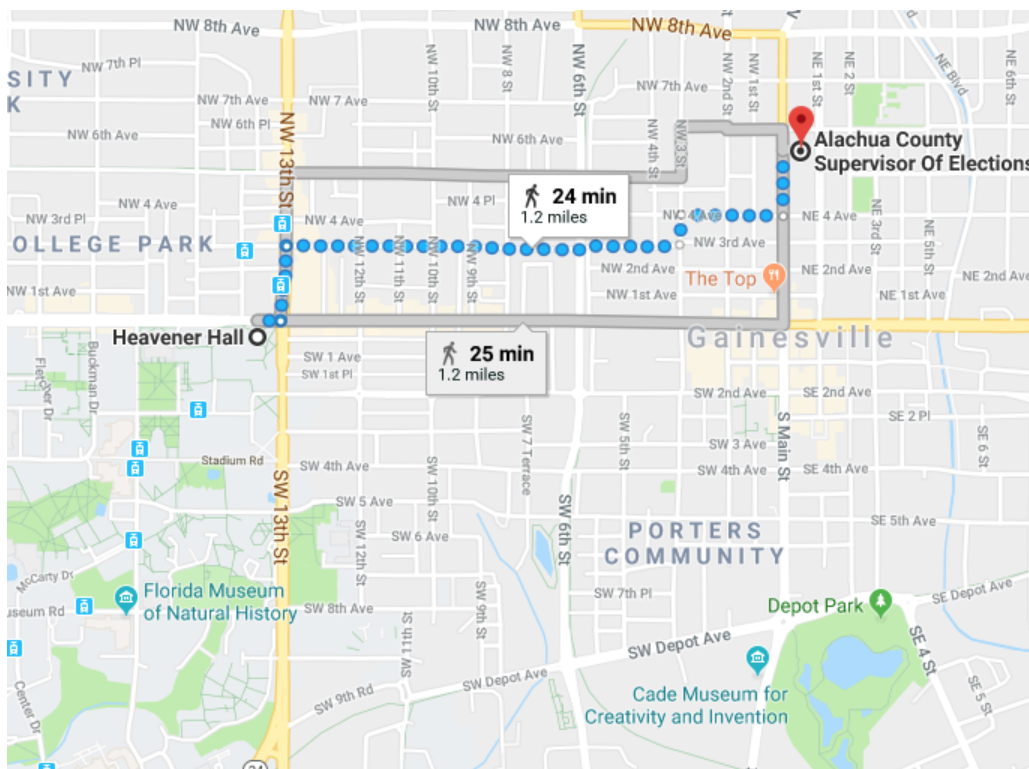 NW 8th Ave
NW 8th Ave
NW 8th Ave
NE 8th Ave
NW 7th Pl
SITY
K
NW 10th St
NW 8 St
NW 6th St
NW 2nd St
NW 1st St
NE 1st St
NE 2 St
NE Blvd
NE 6th St
NW 7th Ave
NW 7 Ave
NW 7th Ave
NW 6th Pl
NW 6th Ave
NW 6th Ave
NW 13th St
NW 4th St
NW 3 St
Alachua County
Supervisor Of Elections
24 min
1.2 miles
NW 4 Ave
NW 4 Pl
NW 3rd Pl
NW 4 Ave
NW 4 Ave
NE 4 Ave
NE 3rd St
NE 5th St
OLLEGE PARK
NW 3rd Ave
NW 12th St
NW 11th St
NW 10th St
NW 9th St
NW 2nd Ave
The Top
NE 2nd Ave
NE 2nd Ave
NW 1st Ave
NW 1st Ave
NE 1st Ave
Heavener Hall
Gainesville
25 min
1.2 miles
SW 1 Ave
SW 1st Pl
Fletcher Dr
Buckman Dr
SW 2nd Ave
SE 2nd Ave
SE 2 Pl
SW 7 Terrace
SW 5th St
S Main St
SE 6 St
SW 3 Ave
Stadium Rd
SW 4th Ave
SW 4th Ave
SE 4th Ave
SW 13th St
SW 10th St
SW 6th St
SW 5 Ave
SE 5th Ave
SW 6 Ave
SW 12th St
PORTERS
COMMUNITY
McCarty Dr
Florida Museum
of Natural History
useum Rd
SW 8th Ave
SW 9th St
SW 11th St
SW 7th Pl
Depot Park
SE Depot Ave
SW Depot Ave
SW Depot Ave
SE 4 St
SE 5 St
SW 9th Rd
Center Dr
Cade Museum for
Creativity and Invention
24